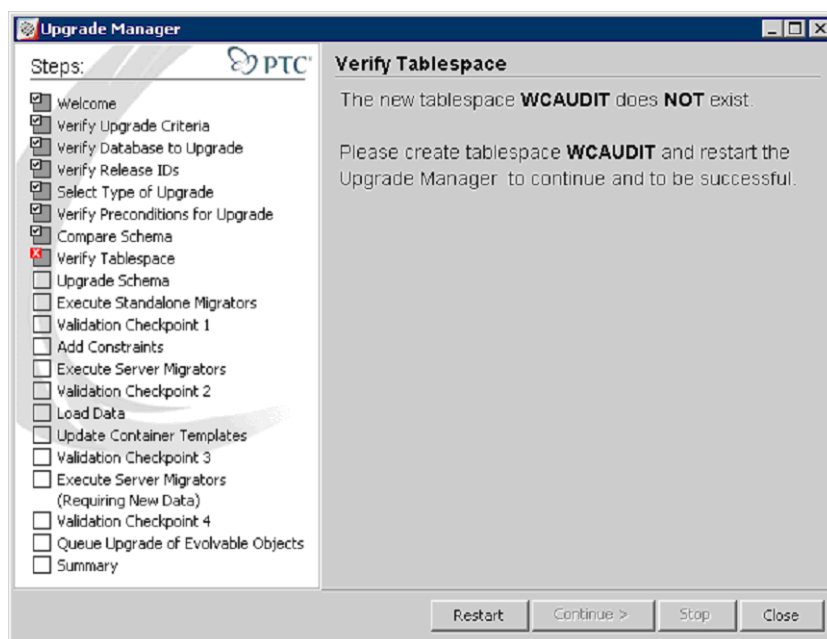 Upgrade Manager
Steps:
PTC
Welcome
Verify Upgrade Criteria
Verify Database to Upgrade
Verify Release IDs
Select Type of Upgrade
Verify Preconditions for Upgrade
Compare Schema
Verify Tablespace
Upgrade Schema
Execute Standalone Migrators
Validation Checkpoint 1
Add Constraints
Execute Server Migrators
Validation Checkpoint 2
Load Data
Update Container Templates
Validation Checkpoint 3
Execute Server Migrators
(Requiring New Data)
Validation Checkpoint 4
Queue Upgrade of Evolvable Objects
Summary
Verify Tablespace
The new tablespace WCAUDIT does NOT exist.
Please create tablespace WCAUDIT and restart the
Upgrade Manager to continue and to be successful.
Restart
Continue >
Stop
Close